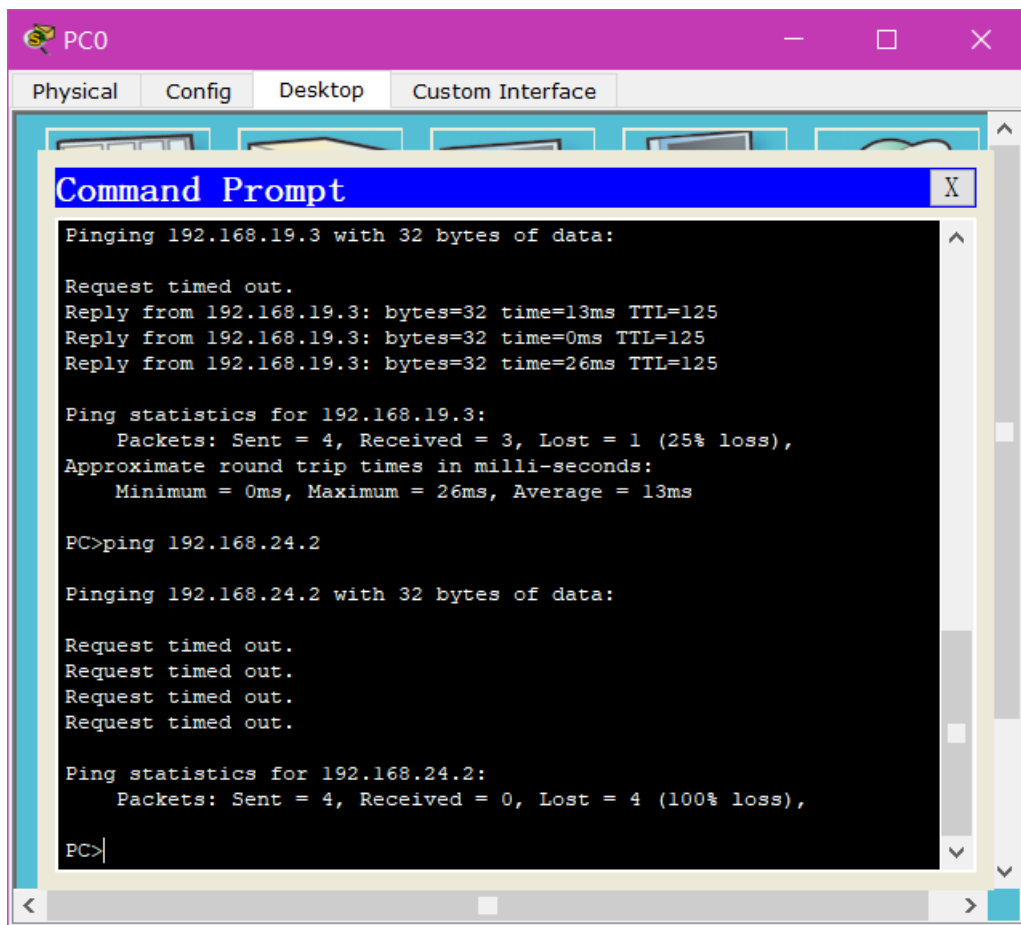 PC0
Physical Config Desktop Custom Interface
Command Prompt X
Pinging 192.168.19.3 with 32 bytes of data:
Request timed out.
Reply from 192.168.19.3: bytes=32 time=13ms TTL=125
Reply from 192.168.19.3: bytes=32 time=0ms TTL=125
Reply from 192.168.19.3: bytes=32 time=26ms TTL=125
Ping statistics for 192.168.19.3:
    Packets: Sent = 4, Received = 3, Lost = 1 (25% loss),
Approximate round trip times in milli-seconds:
    Minimum = 0ms, Maximum = 26ms, Average = 13ms
PC>ping 192.168.24.2
Pinging 192.168.24.2 with 32 bytes of data:
Request timed out.
Request timed out.
Request timed out.
Request timed out.
Ping statistics for 192.168.24.2:
    Packets: Sent = 4, Received = 0, Lost = 4 (100% loss),
PC>